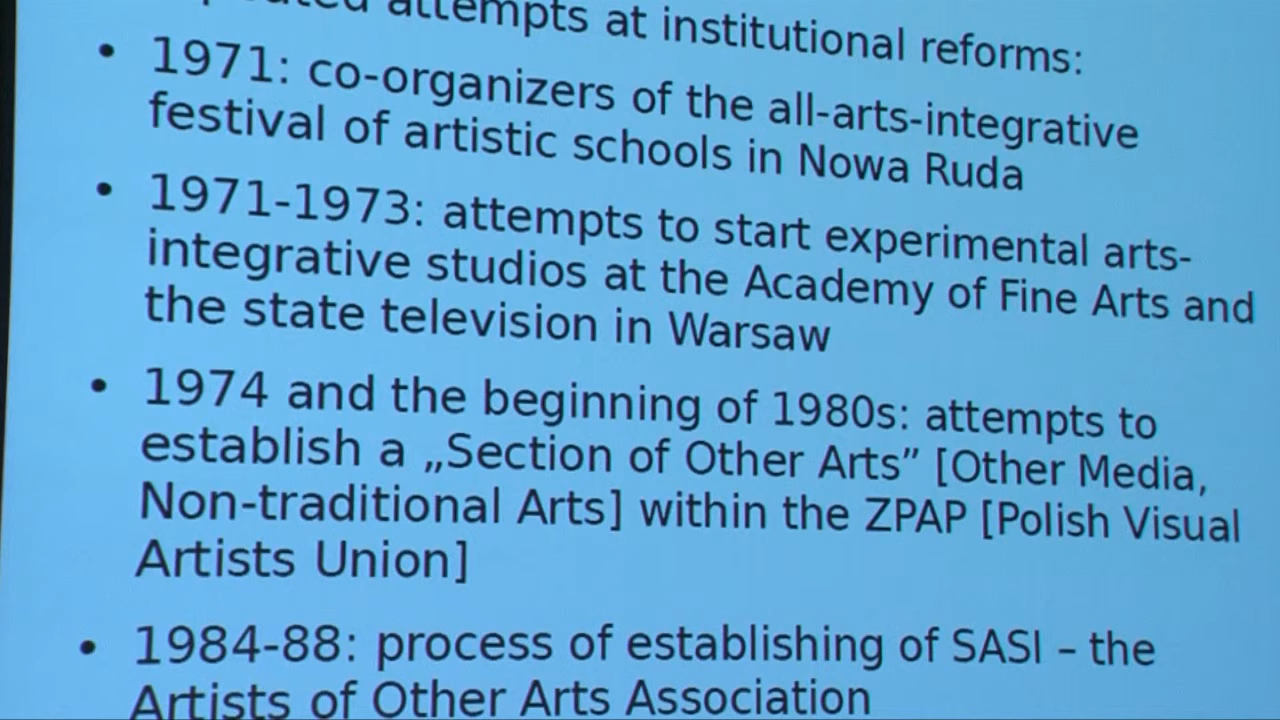 attempts at institutional reforms:
• 1971: co-organizers of the all-arts-integrative
festival of artistic schools in Nowa Ruda
• 1971-1973: attempts to start experimental arts-
integrative studios at the Academy of Fine Arts and
the state television in Warsaw
• 1974 and the beginning of 1980s: attempts to
establish a „Section of Other Arts” [Other Media,
Non-traditional Arts] within the ZPAP [Polish Visual
Artists Union]
• 1984-88: process of establishing of SASI – the
Artists of Other Arts Association